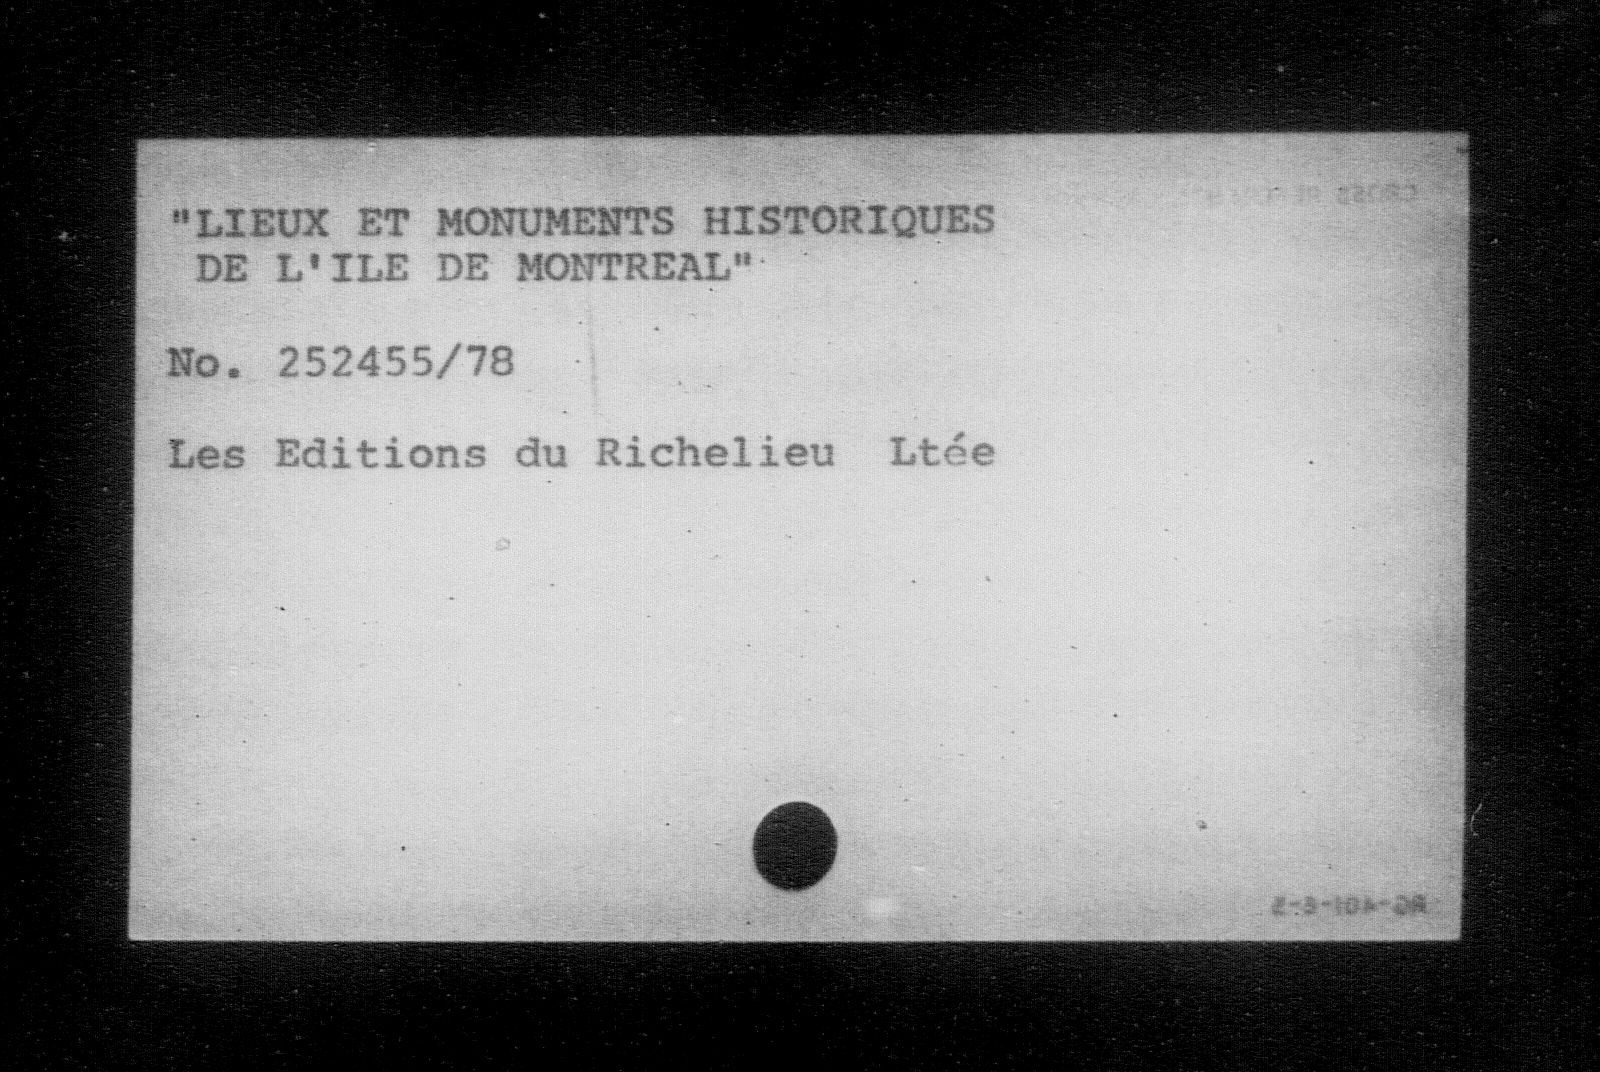 "LIEUX ET MONUMENTS HISTORIQUES
DE L'ILE DE MONTREAL"
No. 252455/78
Les Editions du Richelieu Ltée